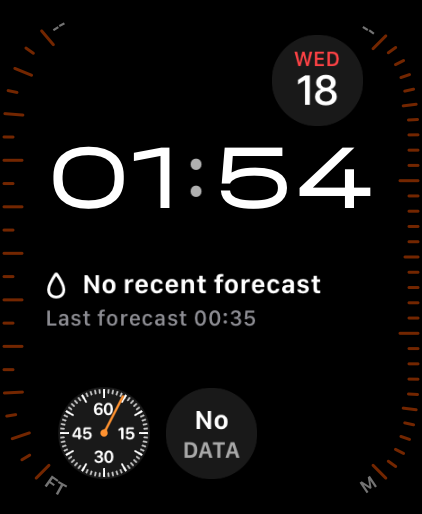 --
--
WED
18
01:54
No recent forecast
Last forecast 00:35
60
45 15
30
No
DATA
FT
M